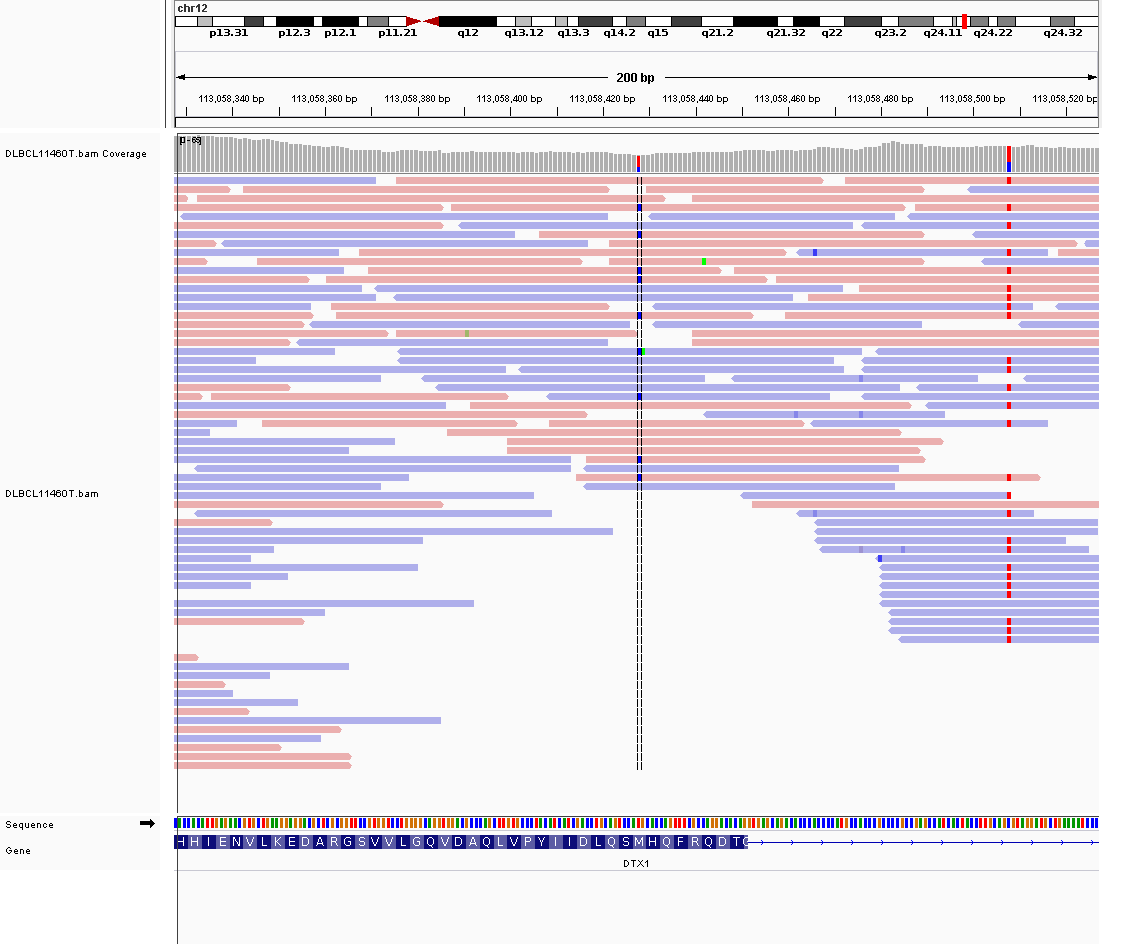 chr12
p13.31 p12.3 p12.1 p11.21 q12 q13.12 q13.3 q14.2 q15 q21.2 q21.32 q22 q23.2 q24.11 q24.22 q24.32
200 bp
113,058,340 bp 113,058,360 bp 113,058,380 bp 113,058,400 bp 113,058,420 bp 113,058,440 bp 113,058,460 bp 113,058,480 bp 113,058,500 bp 113,058,520 bp
DLBCL11460T.bam Coverage
DLBCL11460T.bam
Sequence
Gene
H H I E N V L K E D A R G S V V L G Q V D A Q L V P Y I I D L Q S M H Q F R Q D T
DTX1